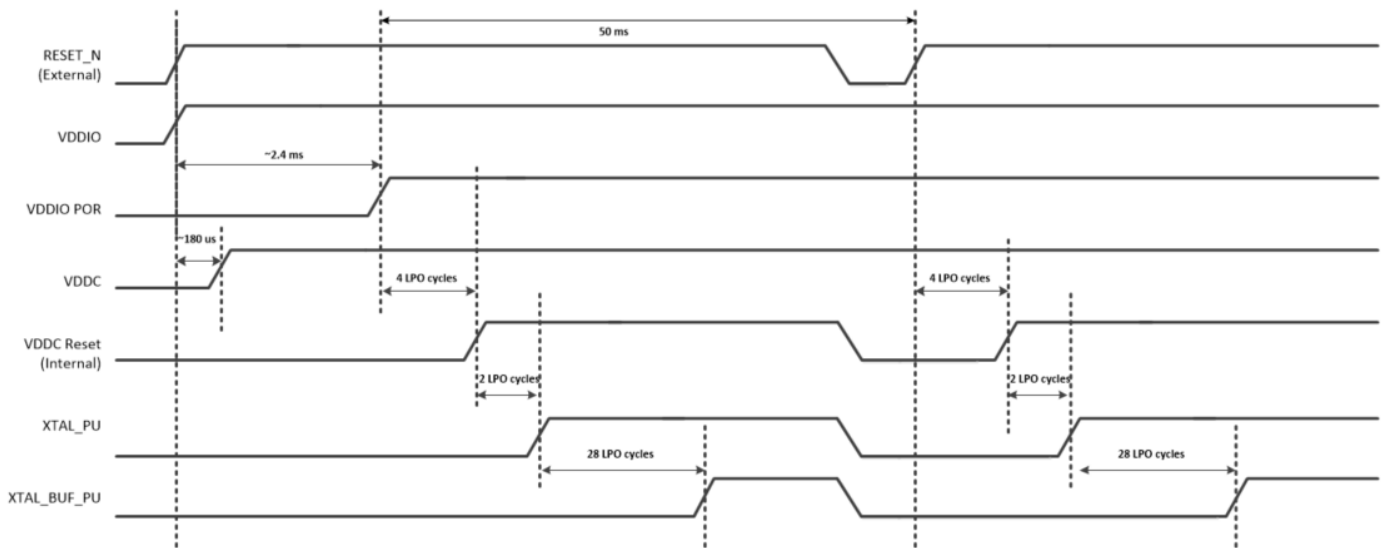 50 ms
RESET_N
(External)
VDDIO
~2.4 ms
VDDIO POR
~180 us
VDDC
4 LPO cycles
4 LPO cycles
VDDC Reset
(Internal)
2 LPO cycles
2 LPO cycles
XTAL_PU
28 LPO cycles
28 LPO cycles
XTAL_BUF_PU